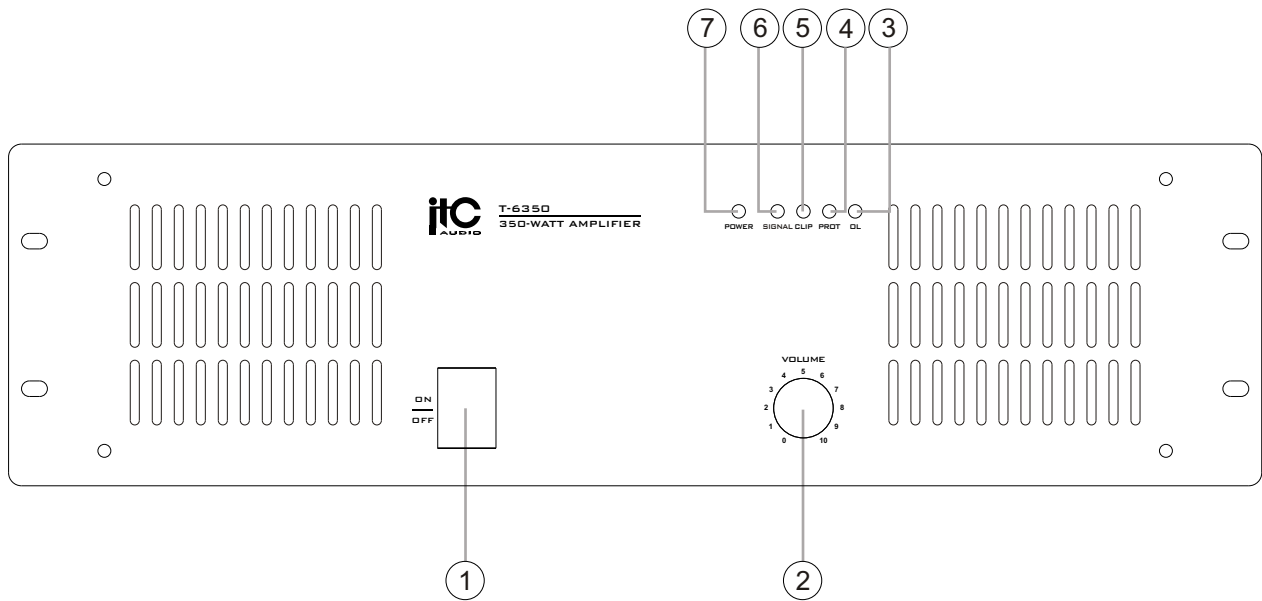 7 6 5 4 3
itC
AUDIO
T-6350
350-WATT AMPLIFIER
POWER SIGNAL CLIP PROT OL
ON
OFF
VOLUME
0 1 2 3 4 5 6 7 8 9 10
1 2